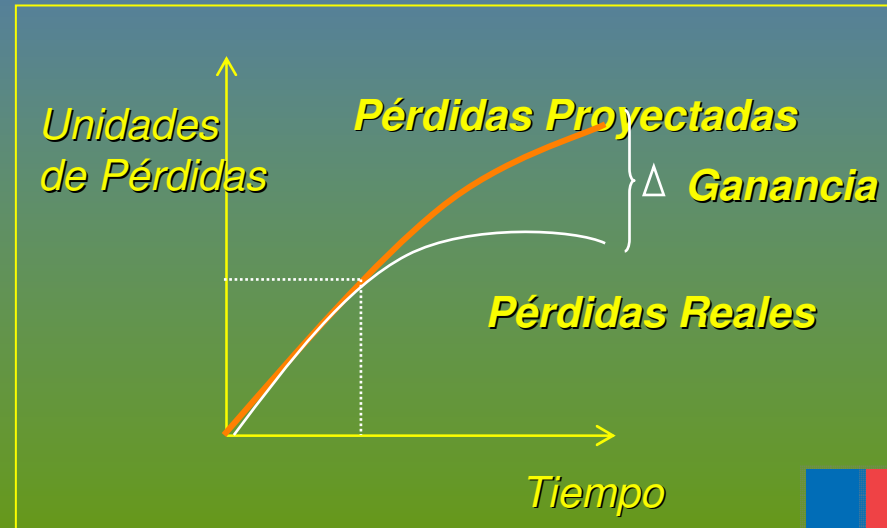 Unidades
de Pérdidas
Pérdidas Proyectadas
Δ Ganancia
Pérdidas Reales
Tiempo